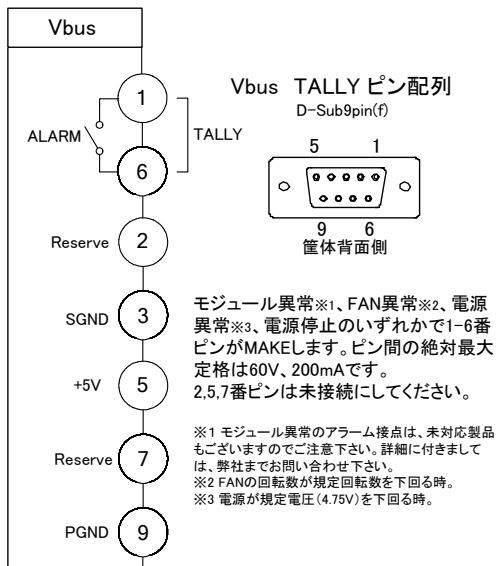 Vbus
Vbus TALLY ピン配列
D-Sub9pin(f)
1
ALARM
TALLY
6
5 1
9 6
筐体背面側
Reserve 2
SGND 3
+5V 5
Reserve 7
PGND 9
モジュール異常※1、FAN異常※2、電源
異常※3、電源停止のいずれかで1-6番
ピンがMAKEします。ピン間の絶対最大
定格は60V、200mAです。
2,5,7番ピンは未接続にしてください。
※1 モジュール異常のアラーム接点は、未対応製品
もございますのでご注意下さい。詳細に付きまして
は、弊社までお問い合わせ下さい。
※2 FANの回転数が規定回転数を下回る時。
※3 電源が規定電圧(4.75V)を下回る時。